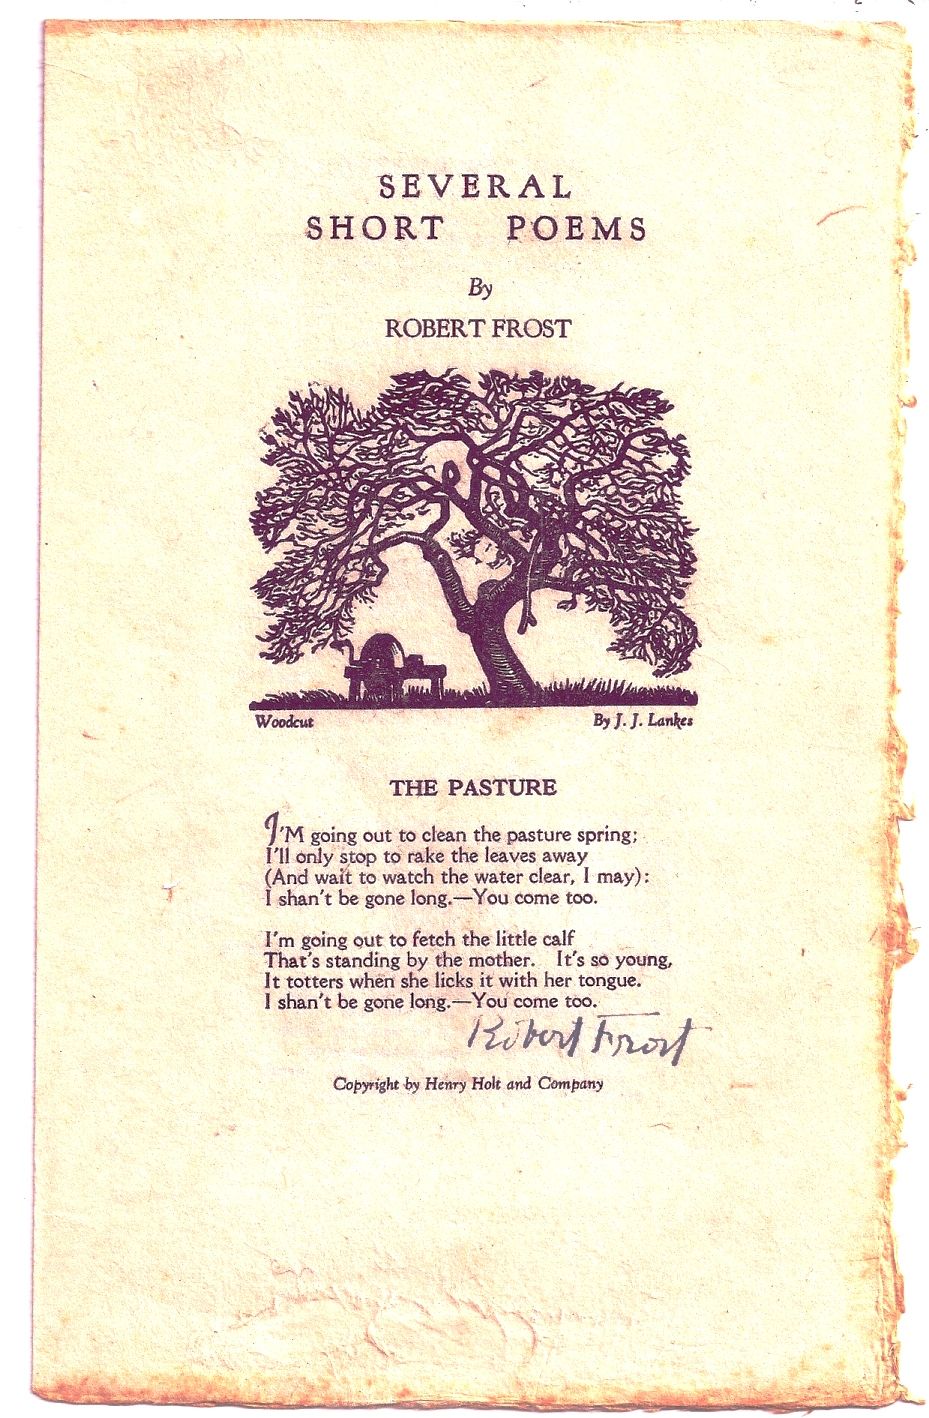 SEVERAL
SHORT POEMS
By
ROBERT FROST
Woodcut By J. J. Lankes
THE PASTURE
I'M going out to clean the pasture spring;
I'll only stop to rake the leaves away
(And wait to watch the water clear, I may):
I shan't be gone long.—You come too.
I'm going out to fetch the little calf
That's standing by the mother. It's so young,
It totters when she licks it with her tongue.
I shan't be gone long.—You come too.
Robert Frost
Copyright by Henry Holt and Company